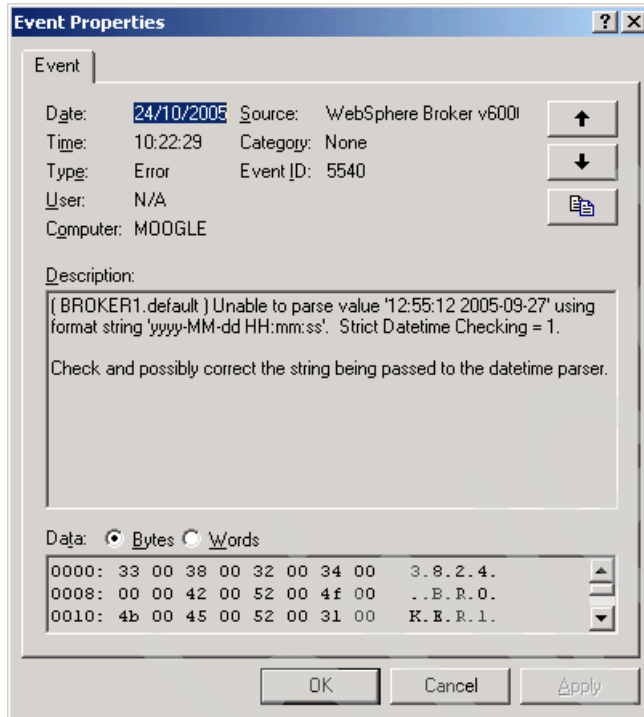 Event Properties
Event
Date: 24/10/2005 Source: WebSphere Broker v600
Time: 10:22:29 Category: None
Type: Error Event ID: 5540
User: N/A
Computer: MOOGLE
Description:
( BROKER1.default ) Unable to parse value '12:55:12 2005-09-27' using
format string 'yyyy-MM-dd HH:mm:ss'. Strict Datetime Checking = 1.
Check and possibly correct the string being passed to the datetime parser.
Data: Bytes Words
0000: 33 00 38 00 32 00 34 00 3.8.2.4.
0008: 00 00 42 00 52 00 4f 00 ..B.R.O.
0010: 4b 00 45 00 52 00 31 00 K.E.R.1.
OK Cancel Apply